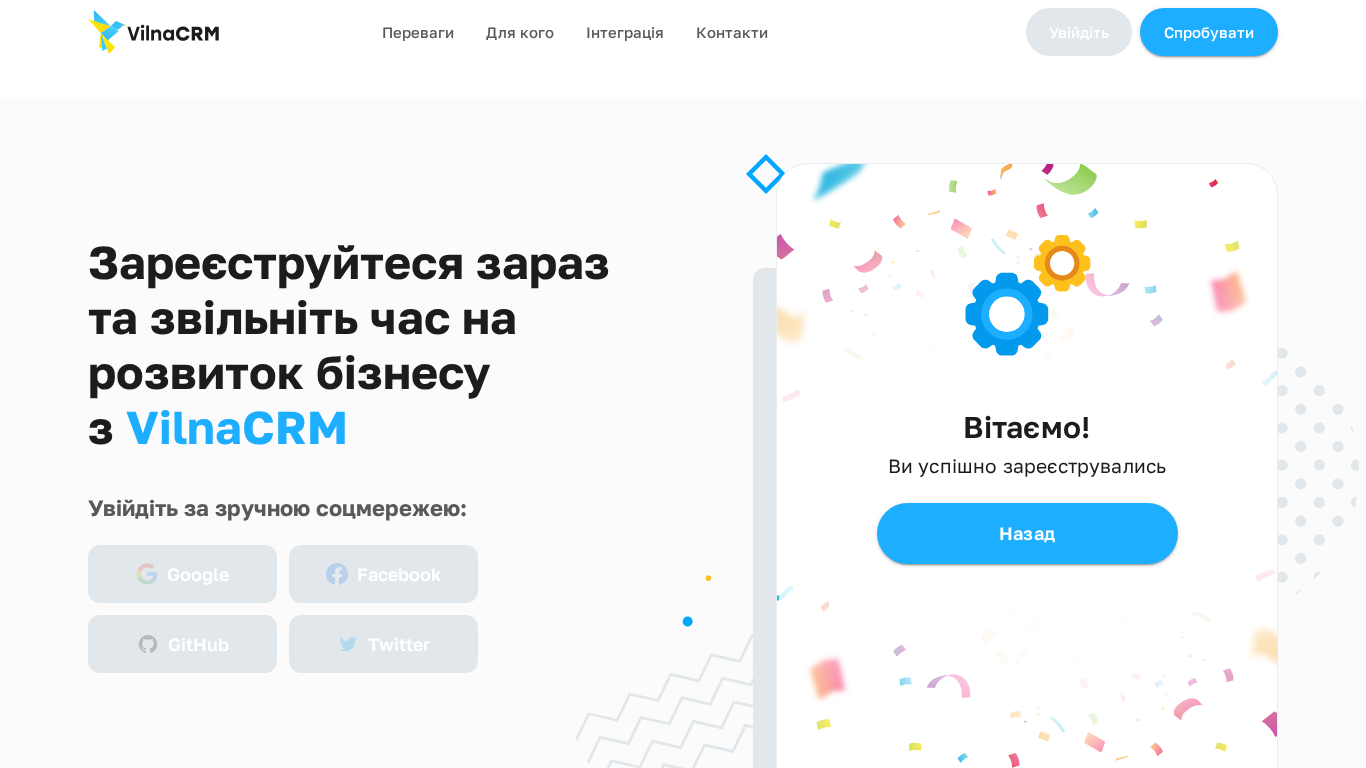 VilnaCRM
Переваги
Для кого
Інтеграція
Контакти
Увійдіть
Спробувати
Зареєструйтеся зараз
та звільніть час на
розвиток бізнесу
з VilnaCRM
Увійдіть за зручною соцмережею:
Google
Facebook
GitHub
Twitter
Вітаємо!
Ви успішно зареєструвались
Назад